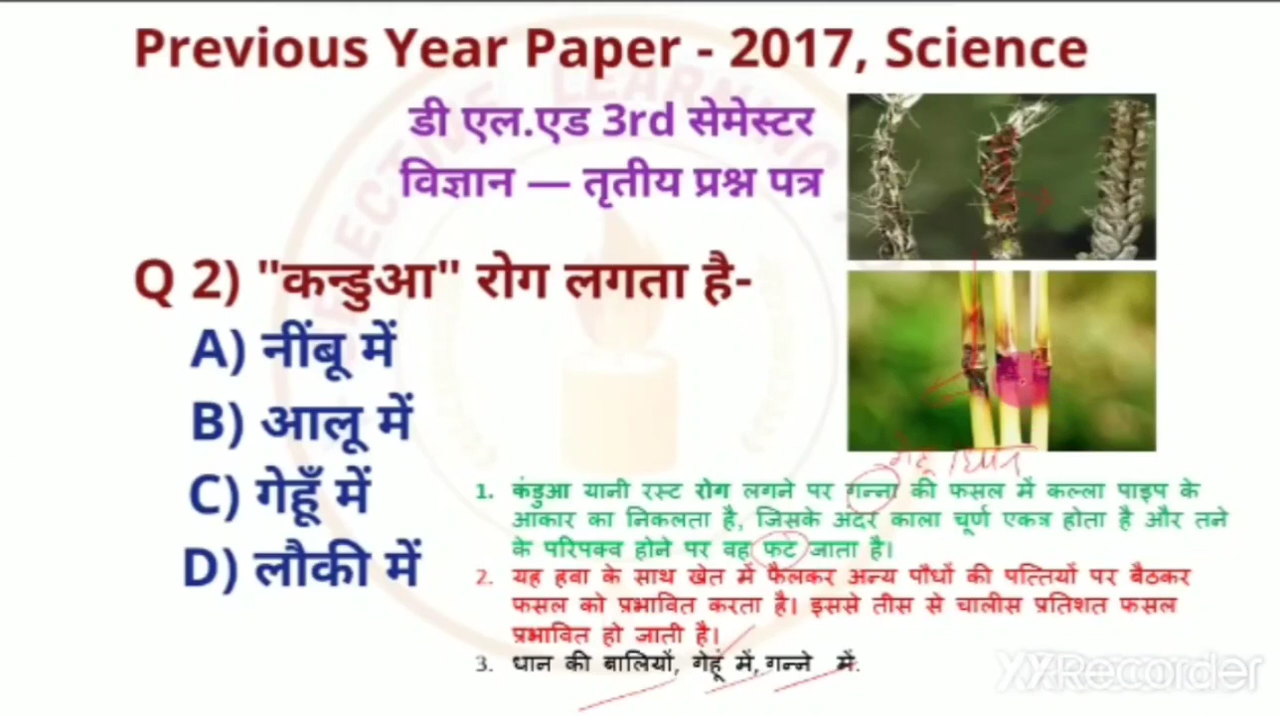 Previous Year Paper - 2017, Science
डी एल.एड 3rd सेमेस्टर
विज्ञान — तृतीय प्रश्न पत्र
Q 2) "कन्डुआ" रोग लगता है-
A) नींबू में
B) आलू में
C) गेहूँ में
D) लौकी में
गेहूं / धान
1. कंडुआ यानी रस्ट रोग लगने पर गन्ना की फसल में कल्ला पाइप के
आकार का निकलता है, जिसके अंदर काला चूर्ण एकत्र होता है और तने
के परिपक्व होने पर वह फट जाता है।
2. यह हवा के साथ खेत में फैलकर अन्य पौधों की पत्तियों पर बैठकर
फसल को प्रभावित करता है। इससे तीस से चालीस प्रतिशत फसल
प्रभावित हो जाती है।
3. धान की बालियों, गेहूं में, गन्ने में.
XXRecorder